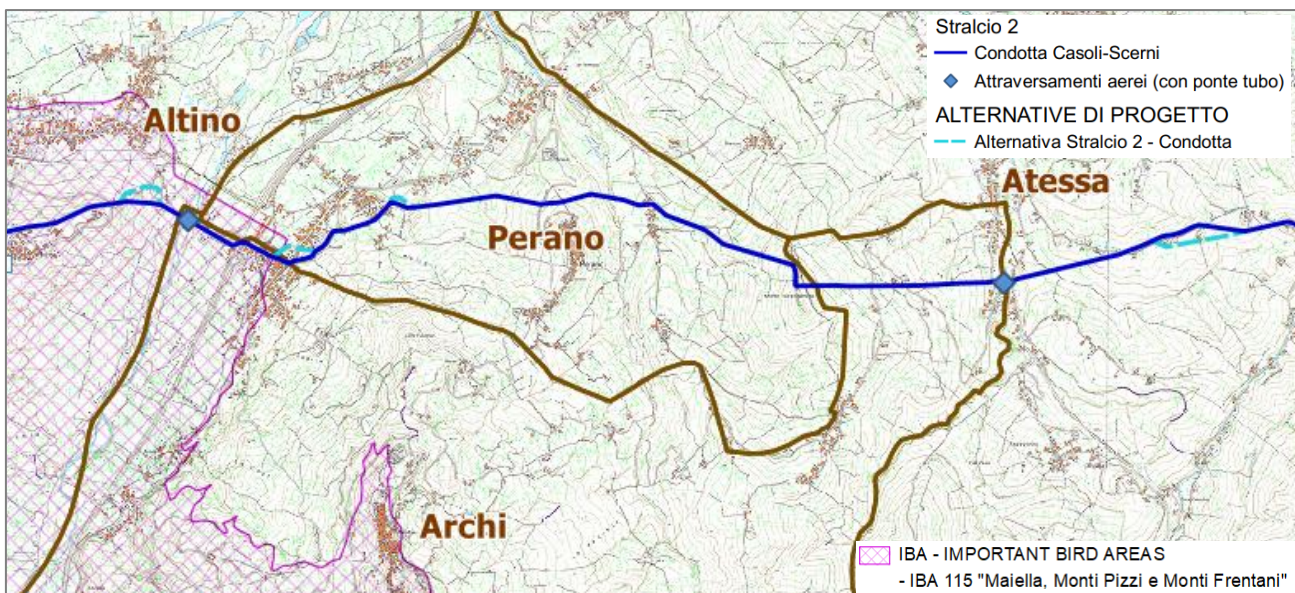 Stralcio 2
Condotta Casoli-Scerni
Attraversamenti aerei (con ponte tubo)
ALTERNATIVE DI PROGETTO
Alternativa Stralcio 2 - Condotta
Altino
Atessa
Perano
Archi
IBA - IMPORTANT BIRD AREAS
- IBA 115 "Maiella, Monti Pizzi e Monti Frentani"